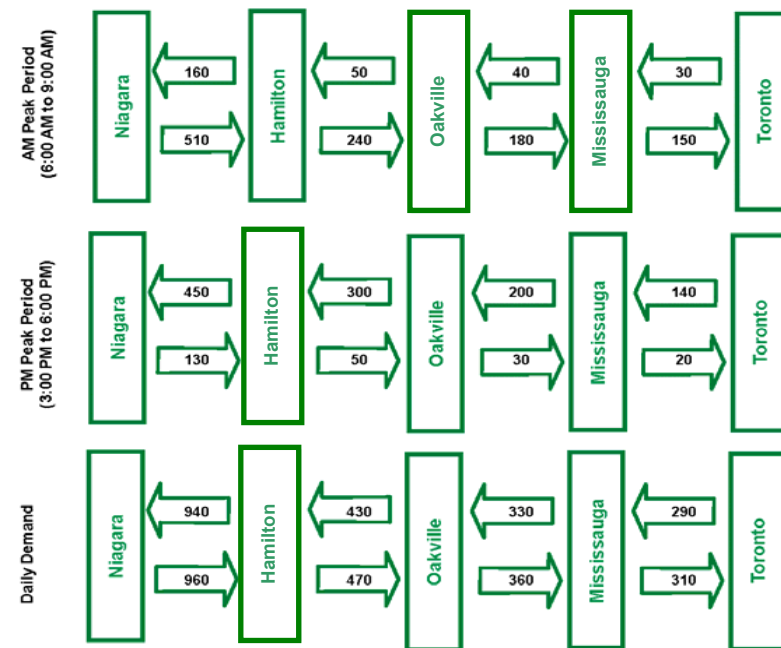 AM Peak Period
(6:00 AM to 9:00 AM)
Niagara
160
510
Hamilton
50
240
Oakville
40
180
Mississauga
30
150
Toronto
PM Peak Period
(3:00 PM to 6:00 PM)
Niagara
450
130
Hamilton
300
50
Oakville
200
30
Mississauga
140
20
Toronto
Daily Demand
Niagara
940
960
Hamilton
430
470
Oakville
330
360
Mississauga
290
310
Toronto